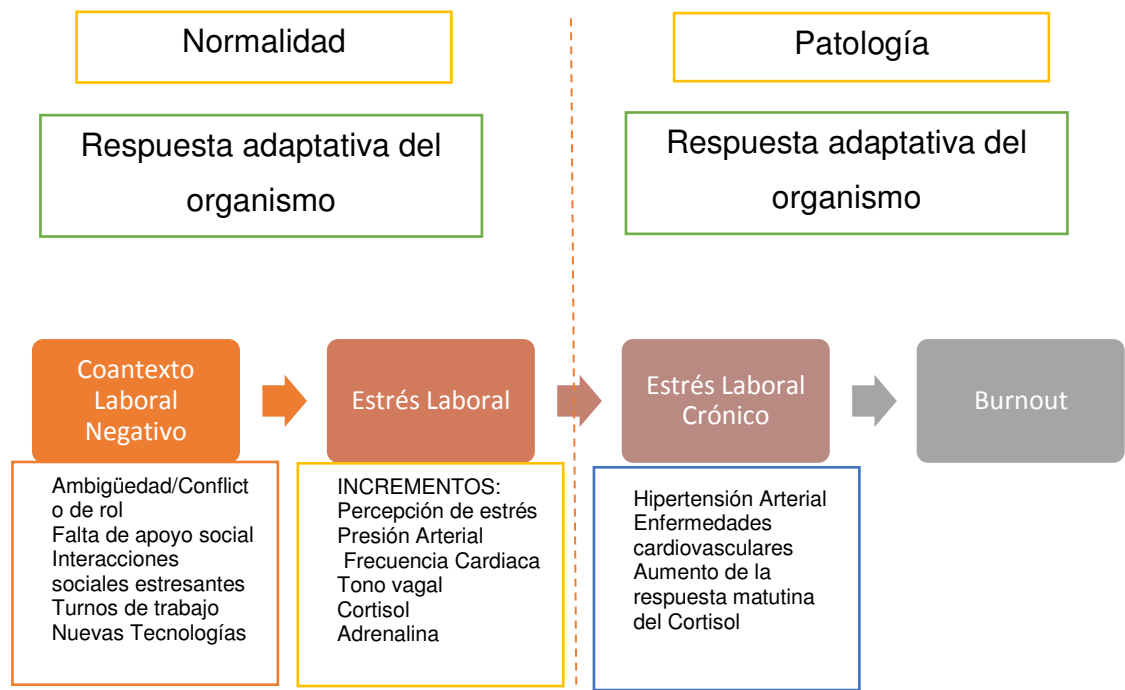 Normalidad
Patología
Respuesta adaptativa del
organismo
Respuesta adaptativa del
organismo
Coantexto
Laboral
Negativo
Estrés Laboral
Estrés Laboral
Crónico
Burnout
Ambigüedad/Conflict
o de rol
Falta de apoyo social
Interacciones
sociales estresantes
Turnos de trabajo
Nuevas Tecnologías
INCREMENTOS:
Percepción de estrés
Presión Arterial
Frecuencia Cardiaca
Tono vagal
Cortisol
Adrenalina
Hipertensión Arterial
Enfermedades
cardiovasculares
Aumento de la
respuesta matutina
del Cortisol